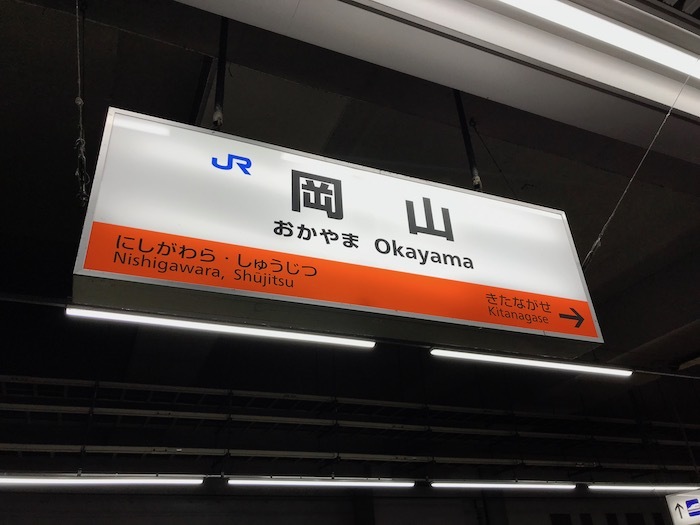 JR
岡山
おかやま Okayama
にしがわら・しゅうじつ
Nishigawara, Shūjitsu
きたながせ
Kitanagase